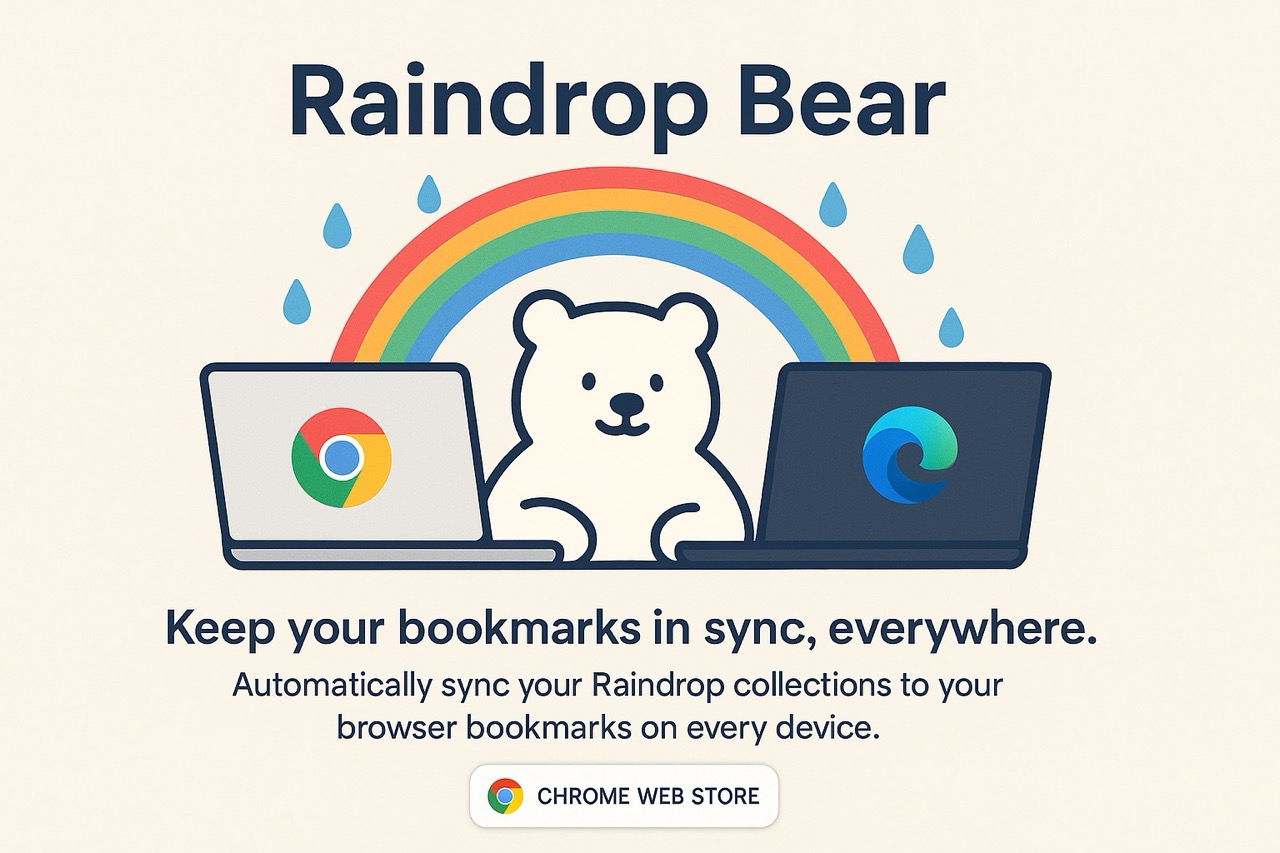 Raindrop Bear
Keep your bookmarks in sync, everywhere.
Automatically sync your Raindrop collections to your
browser bookmarks on every device.
CHROME WEB STORE